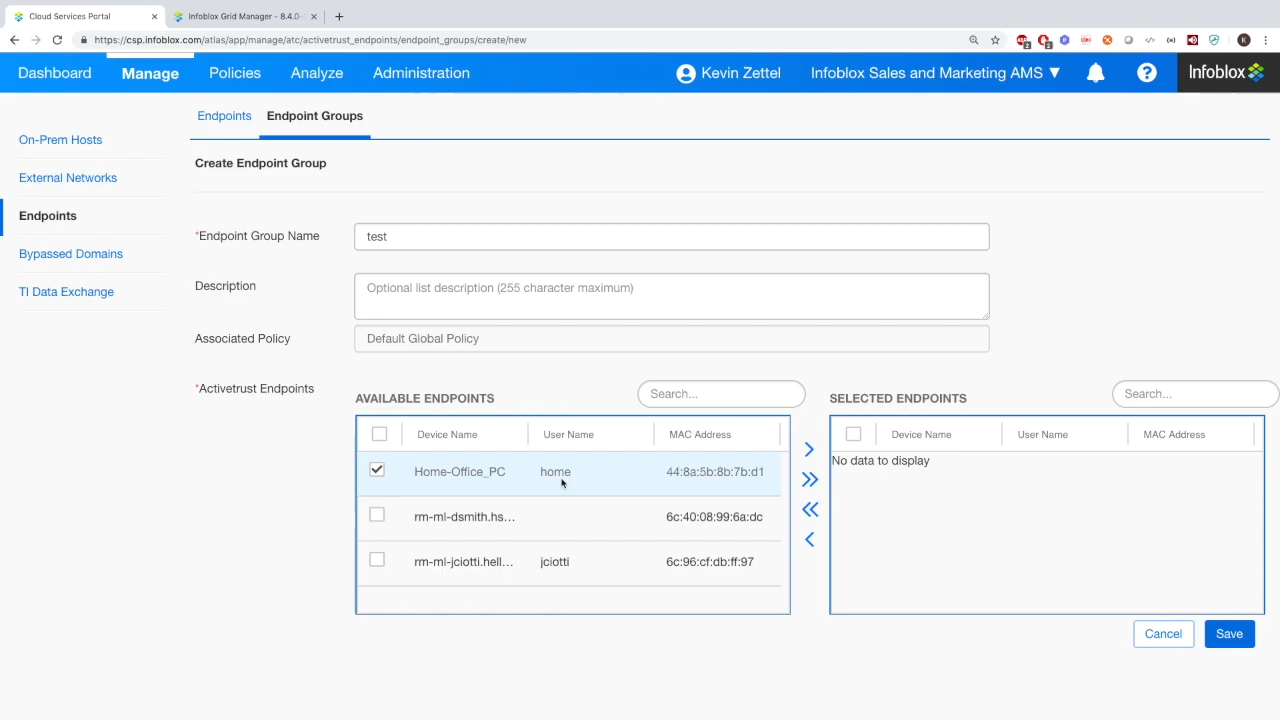 Cloud Services Portal
Infoblox Grid Manager - 8.4.0-
https://csp.infoblox.com/atlas/app/manage/atc/activetrust_endpoints/endpoint_groups/create/new
K
Dashboard Manage Policies Analyze Administration Kevin Zettel Infoblox Sales and Marketing AMS ▼ ? Infoblox
Endpoints Endpoint Groups
On-Prem Hosts
External Networks
Endpoints
Bypassed Domains
TI Data Exchange
Create Endpoint Group
*Endpoint Group Name test
Description Optional list description (255 character maximum)
Associated Policy Default Global Policy
*Activetrust Endpoints
AVAILABLE ENDPOINTS Search...
Device Name User Name MAC Address
Home-Office_PC home 44:8a:5b:8b:7b:d1
rm-ml-dsmith.hs... 6c:40:08:99:6a:dc
rm-ml-jciotti.hell... jciotti 6c:96:cf:db:ff:97
SELECTED ENDPOINTS Search...
Device Name User Name MAC Address
No data to display
Cancel Save